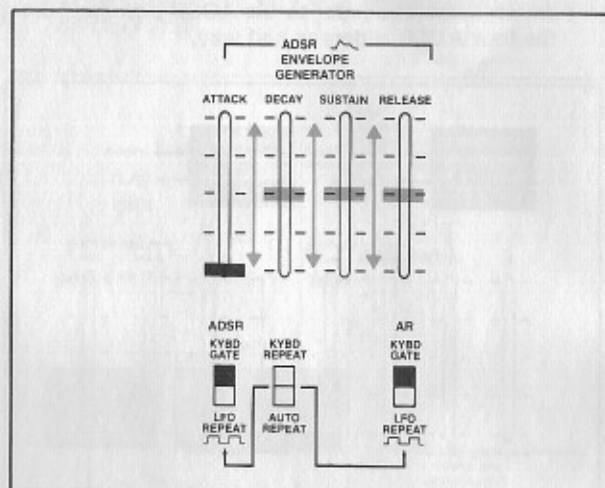 ADSR
ENVELOPE
GENERATOR
ATTACK DECAY SUSTAIN RELEASE
ADSR
KYBD
GATE
LFO
REPEAT
KYBD
REPEAT
AUTO
REPEAT
AR
KYBD
GATE
LFO
REPEAT